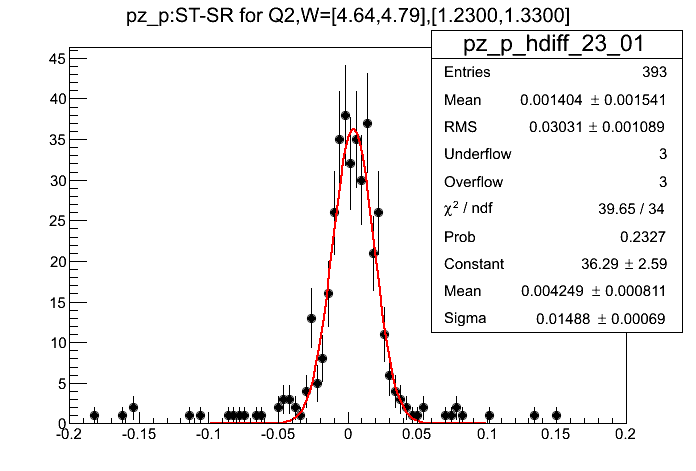 pz_p:ST-SR for Q2,W=[4.64,4.79],[1.2300,1.3300]
pz_p_hdiff_23_01
Entries 393
Mean 0.001404 ± 0.001541
RMS 0.03031 ± 0.001089
Underflow 3
Overflow 3
χ² / ndf 39.65 / 34
Prob 0.2327
Constant 36.29 ± 2.59
Mean 0.004249 ± 0.000811
Sigma 0.01488 ± 0.00069
45
40
35
30
25
20
15
10
5
0
-0.2 -0.15 -0.1 -0.05 0 0.05 0.1 0.15 0.2